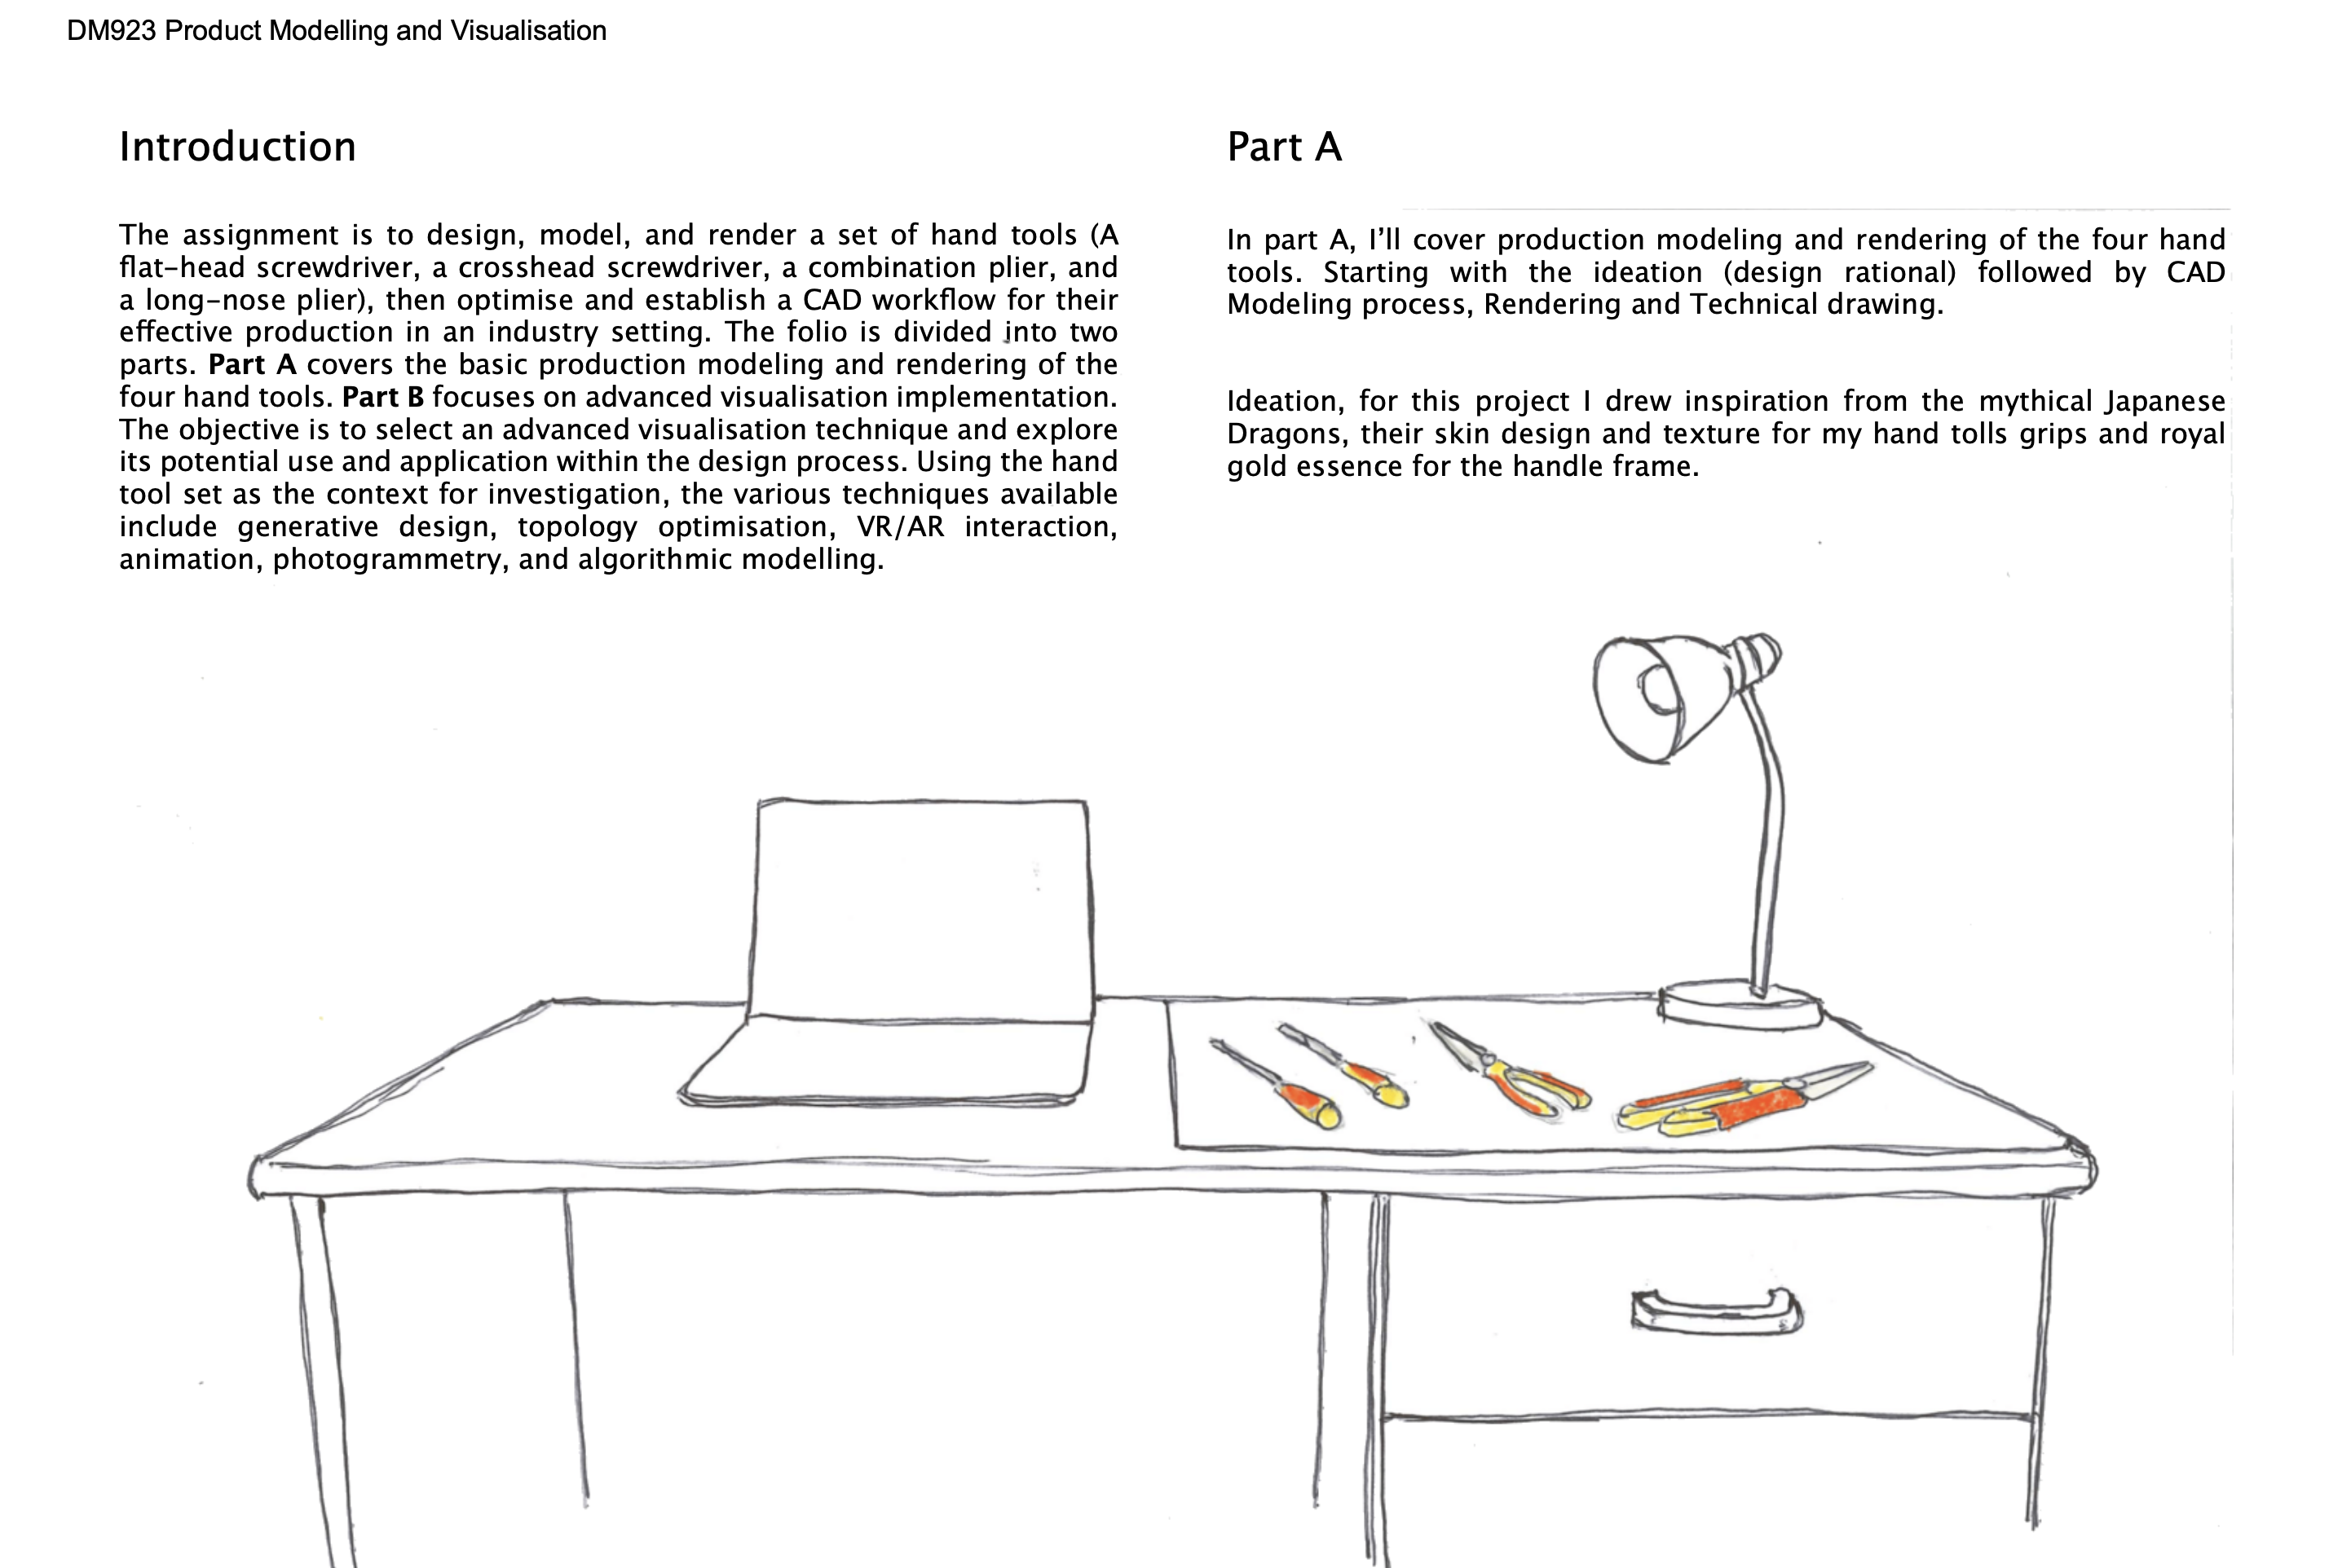 DM923 Product Modelling and Visualisation
Introduction
The assignment is to design, model, and render a set of hand tools (A
flat-head screwdriver, a crosshead screwdriver, a combination plier, and
a long-nose plier), then optimise and establish a CAD workflow for their
effective production in an industry setting. The folio is divided into two
parts. Part A covers the basic production modeling and rendering of the
four hand tools. Part B focuses on advanced visualisation implementation.
The objective is to select an advanced visualisation technique and explore
its potential use and application within the design process. Using the hand
tool set as the context for investigation, the various techniques available
include generative design, topology optimisation, VR/AR interaction,
animation, photogrammetry, and algorithmic modelling.
Part A
In part A, I'll cover production modeling and rendering of the four hand
tools. Starting with the ideation (design rational) followed by CAD
Modeling process, Rendering and Technical drawing.
Ideation, for this project I drew inspiration from the mythical Japanese
Dragons, their skin design and texture for my hand tolls grips and royal
gold essence for the handle frame.